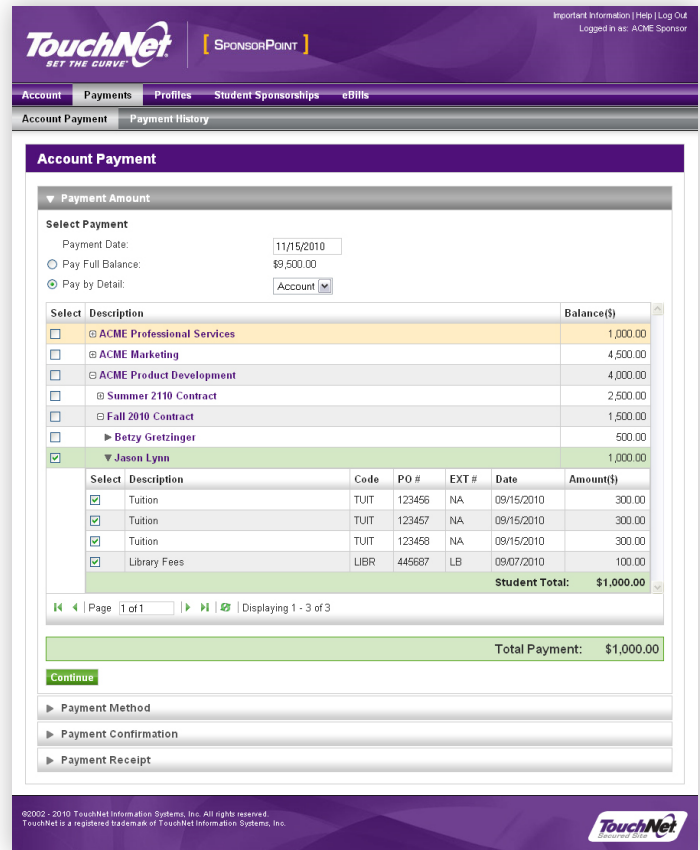 Important Information | Help | Log Out
Logged in as: ACME Sponsor
TouchNet
SET THE CURVE
[ SPONSORPOINT ]
Account Payments Profiles Student Sponsorships eBills
Account Payment Payment History
Account Payment
Payment Amount
Select Payment
Payment Date: 11/15/2010
Pay Full Balance: $9,500.00
Pay by Detail: Account
Select Description Balance($)
ACME Professional Services 1,000.00
ACME Marketing 4,500.00
ACME Product Development 4,000.00
Summer 2110 Contract 2,500.00
Fall 2010 Contract 1,500.00
Betzy Gretzinger 500.00
Jason Lynn 1,000.00
Select Description Code PO # EXT # Date Amount($)
Tuition TUIT 123456 NA 09/15/2010 300.00
Tuition TUIT 123457 NA 09/15/2010 300.00
Tuition TUIT 123458 NA 09/15/2010 300.00
Library Fees LIBR 445687 LB 09/07/2010 100.00
Student Total: $1,000.00
Page 1 of 1 Displaying 1 - 3 of 3
Total Payment: $1,000.00
Continue
Payment Method
Payment Confirmation
Payment Receipt
©2002 - 2010 TouchNet Information Systems, Inc. All rights reserved.
TouchNet is a registered trademark of TouchNet Information Systems, Inc.
TouchNet
Secured Site